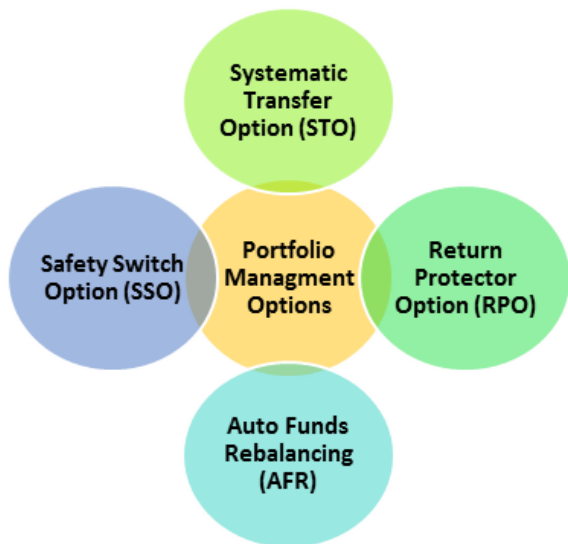 Systematic
Transfer
Option (STO)
Safety Switch
Option (SSO)
Portfolio
Managment
Options
Return
Protector
Option (RPO)
Auto Funds
Rebalancing
(AFR)